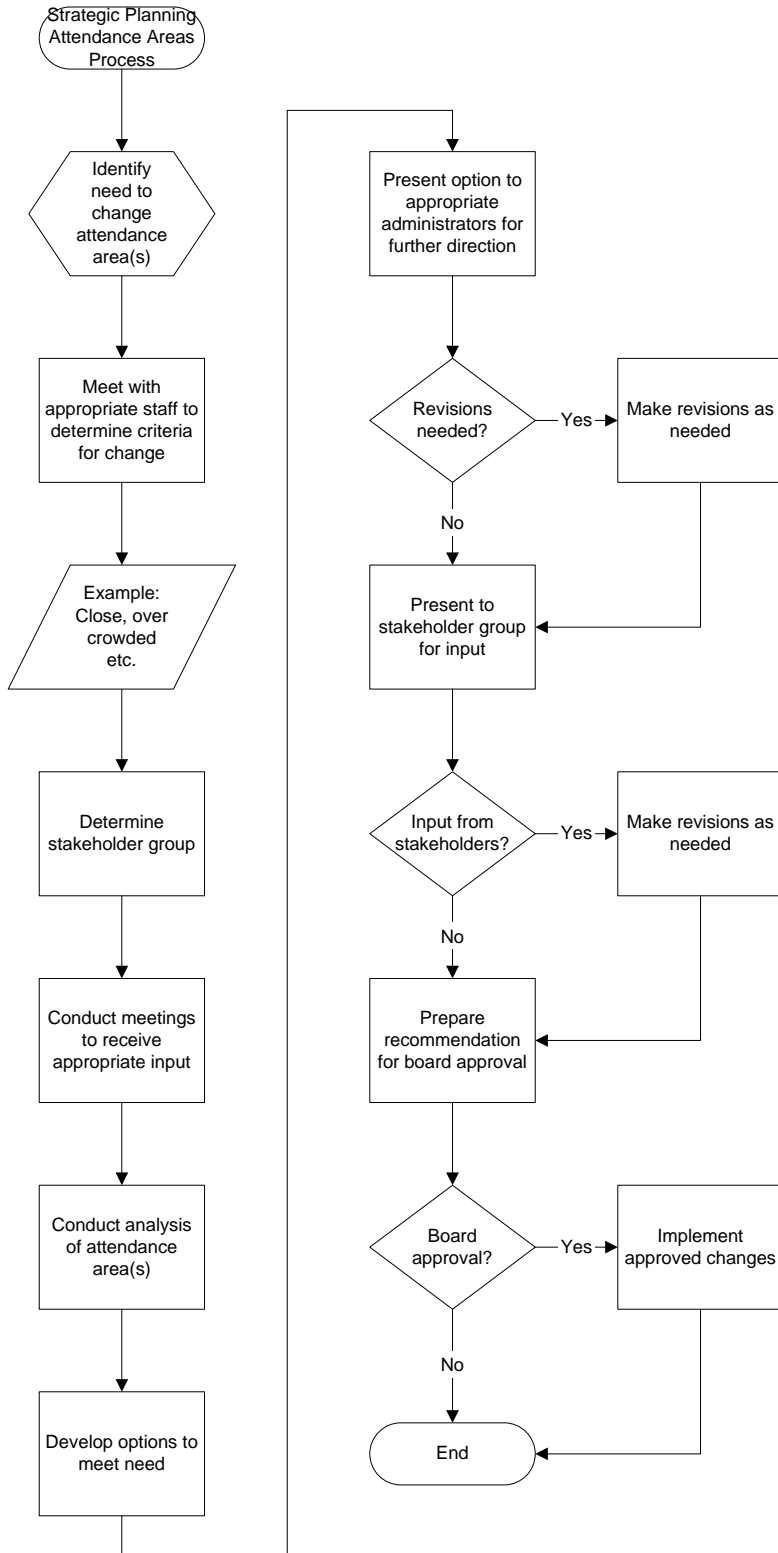 Strategic Planning
Attendance Areas
Process
Identify
need to
change
attendance
area(s)
Meet with
appropriate staff to
determine criteria
for change
Example:
Close, over
crowded
etc.
Determine
stakeholder group
Conduct meetings
to receive
appropriate input
Conduct analysis
of attendance
area(s)
Develop options to
meet need
Present option to
appropriate
administrators for
further direction
Revisions
needed?
Yes
Make revisions as
needed
No
Present to
stakeholder group
for input
Input from
stakeholders?
Yes
Make revisions as
needed
No
Prepare
recommendation
for board approval
Board
approval?
Yes
Implement
approved changes
No
End